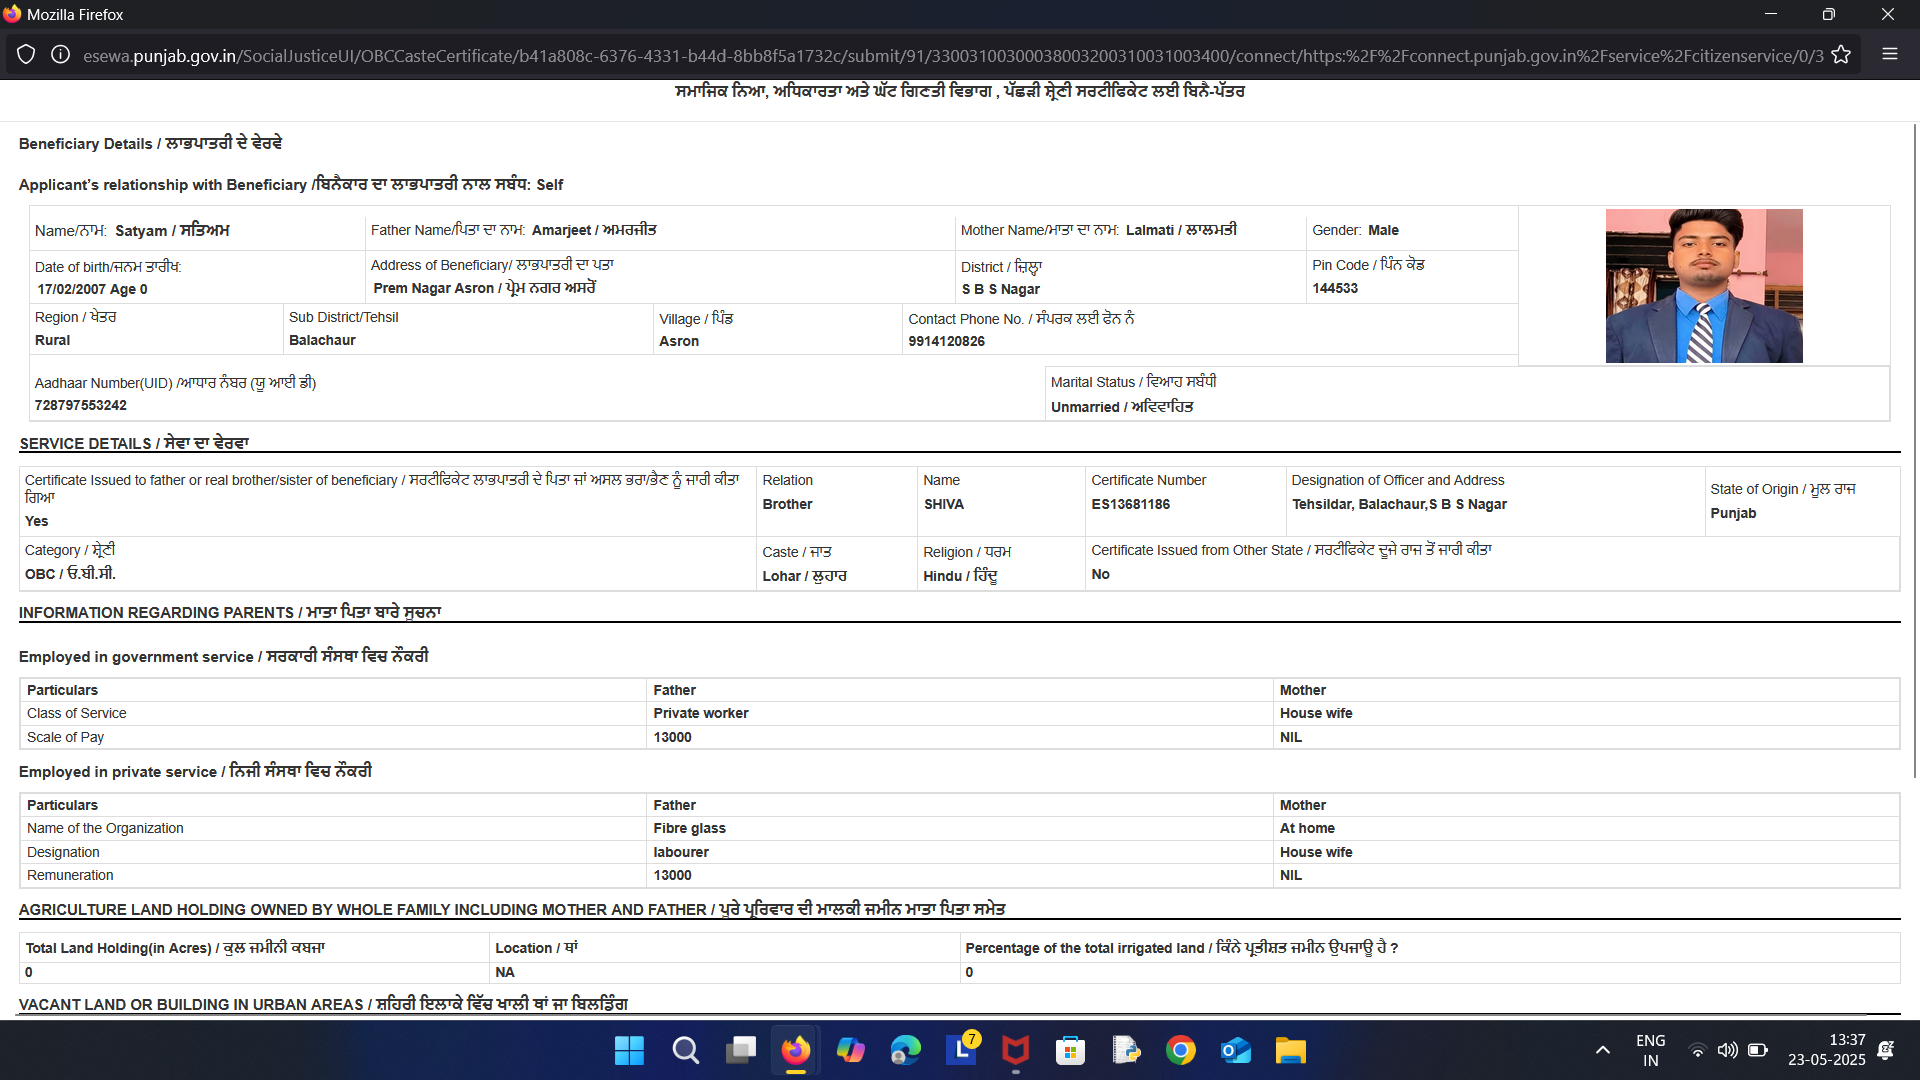 Mozilla Firefox
esewa.punjab.gov.in/SocialJusticeUI/OBCCasteCertificate/b41a808c-6376-4331-b44d-8bb8f5a1732c/submit/91/330031003000380032003100310034​00/connect/https:%2F%2Fconnect.punjab.gov.in%2Fservice%2Fcitizenservice/0/3
ਸਮਾਜਿਕ ਨਿਆ, ਅਧਿਕਾਰਤਾ ਅਤੇ ਘੱਟ ਗਿਣਤੀ ਵਿਭਾਗ , ਪੱਛੜੀ ਸ਼੍ਰੇਣੀ ਸਰਟੀਫਿਕੇਟ ਲਈ ਬਿਨੈ-ਪੱਤਰ
Beneficiary Details / ਲਾਭਪਾਤਰੀ ਦੇ ਵੇਰਵੇ
Applicant's relationship with Beneficiary /ਬਿਨੈਕਾਰ ਦਾ ਲਾਭਪਾਤਰੀ ਨਾਲ ਸਬੰਧ: Self
Name/ਨਾਮ: Satyam / ਸਤਿਅਮ Father Name/ਪਿਤਾ ਦਾ ਨਾਮ: Amarjeet / ਅਮਰਜੀਤ Mother Name/ਮਾਤਾ ਦਾ ਨਾਮ: Lalmati / ਲਾਲਮਤੀ Gender: Male
Date of birth/ਜਨਮ ਤਾਰੀਖ: Address of Beneficiary/ ਲਾਭਪਾਤਰੀ ਦਾ ਪਤਾ District / ਜ਼ਿਲ੍ਹਾ Pin Code / ਪਿੰਨ ਕੋਡ
17/02/2007 Age 0 Prem Nagar Asron / ਪ੍ਰੇਮ ਨਗਰ ਅਸਰੋਂ S B S Nagar 144533
Region / ਖੇਤਰ Sub District/Tehsil Village / ਪਿੰਡ Contact Phone No. / ਸੰਪਰਕ ਲਈ ਫੋਨ ਨੰ
Rural Balachaur Asron 9914120826
Aadhaar Number(UID) /ਆਧਾਰ ਨੰਬਰ (ਯੂ ਆਈ ਡੀ) Marital Status / ਵਿਆਹ ਸਬੰਧੀ
728797553242 Unmarried / ਅਵਿਵਾਹਿਤ
SERVICE DETAILS / ਸੇਵਾ ਦਾ ਵੇਰਵਾ
Certificate Issued to father or real brother/sister of beneficiary / ਸਰਟੀਫਿਕੇਟ ਲਾਭਪਾਤਰੀ ਦੇ ਪਿਤਾ ਜਾਂ ਅਸਲ ਭਰਾ/ਭੈਣ ਨੂੰ ਜਾਰੀ ਕੀਤਾ Relation Name Certificate Number Designation of Officer and Address State of Origin / ਮੂਲ ਰਾਜ
ਗਿਆ
Yes Brother SHIVA ES13681186 Tehsildar, Balachaur,S B S Nagar Punjab
Category / ਸ਼੍ਰੇਣੀ Caste / ਜਾਤ Religion / ਧਰਮ Certificate Issued from Other State / ਸਰਟੀਫਿਕੇਟ ਦੂਜੇ ਰਾਜ ਤੋਂ ਜਾਰੀ ਕੀਤਾ
OBC / ਓ.ਬੀ.ਸੀ. Lohar / ਲੁਹਾਰ Hindu / ਹਿੰਦੂ No
INFORMATION REGARDING PARENTS / ਮਾਤਾ ਪਿਤਾ ਬਾਰੇ ਸੂਚਨਾ
Employed in government service / ਸਰਕਾਰੀ ਸੰਸਥਾ ਵਿਚ ਨੌਕਰੀ
Particulars Father Mother
Class of Service Private worker House wife
Scale of Pay 13000 NIL
Employed in private service / ਨਿਜੀ ਸੰਸਥਾ ਵਿਚ ਨੌਕਰੀ
Particulars Father Mother
Name of the Organization Fibre glass At home
Designation labourer House wife
Remuneration 13000 NIL
AGRICULTURE LAND HOLDING OWNED BY WHOLE FAMILY INCLUDING MOTHER AND FATHER / ਪੂਰੇ ਪ੍ਰਰਿਵਾਰ ਦੀ ਮਾਲਕੀ ਜਮੀਨ ਮਾਤਾ ਪਿਤਾ ਸਮੇਤ
Total Land Holding(in Acres) / ਕੁਲ ਜਮੀਨੀ ਕਬਜਾ Location / ਥਾਂ Percentage of the total irrigated land / ਕਿੰਨੇ ਪ੍ਰਤੀਸ਼ਤ ਜਮੀਨ ਉਪਜਾਊ ਹੈ ?
0 NA 0
VACANT LAND OR BUILDING IN URBAN AREAS / ਸ਼ਹਿਰੀ ਇਲਾਕੇ ਵਿੱਚ ਖਾਲੀ ਥਾਂ ਜਾ ਬਿਲਡਿੰਗ
7
ENG
IN
13:37
23-05-2025